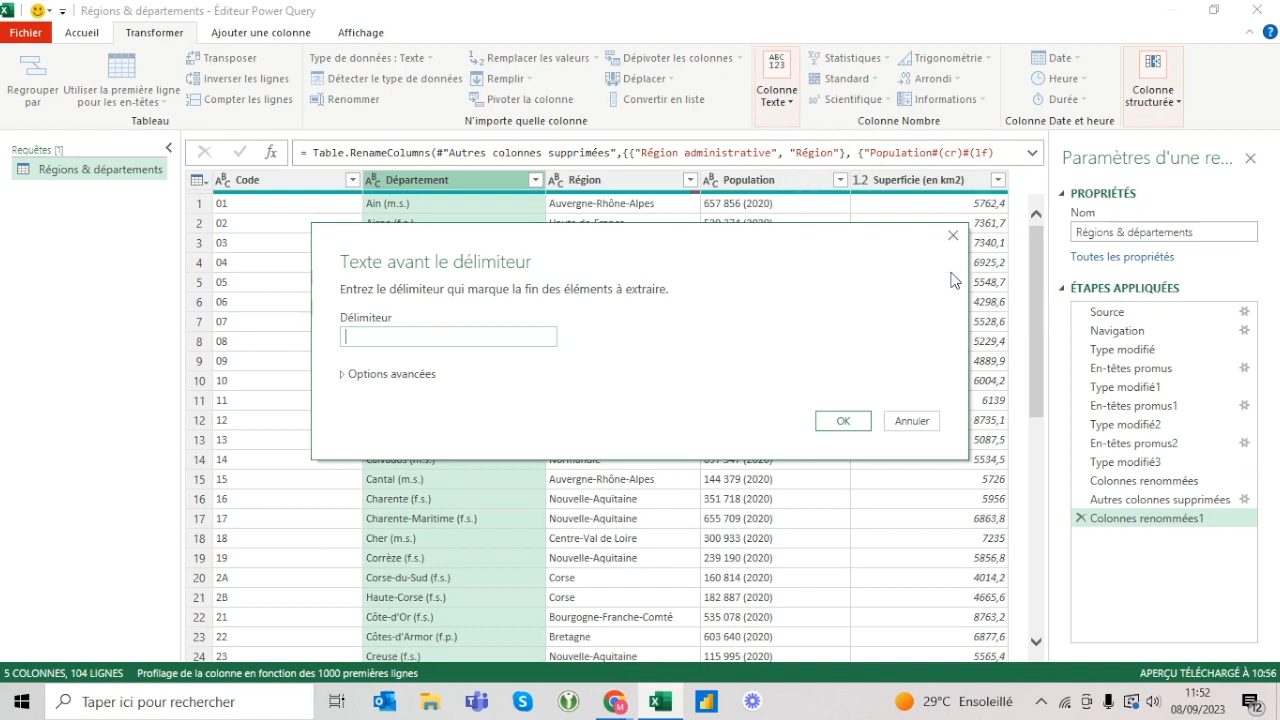 Régions & départements - Éditeur Power Query
Fichier Accueil Transformer Ajouter une colonne Affichage
Regrouper par
Utiliser la première ligne pour les en-têtes
Transposer
Inverser les lignes
Compter les lignes
Tableau
Type de données : Texte
Détecter le type de données
Renommer
Remplacer les valeurs
Remplir
Pivoter la colonne
Dépivoter les colonnes
Déplacer
Convertir en liste
N'importe quelle colonne
ABC
123
Colonne Texte
Statistiques
Standard
Scientifique
Trigonométrie
Arrondi
Informations
Colonne Nombre
Date
Heure
Durée
Colonne Date et heure
Colonne structurée
Requêtes [1]
Régions & départements
fx = Table.RenameColumns(#"Autres colonnes supprimées",{{"Région administrative", "Région"}, {"Population#(cr)#(lf)
Code Département Région Population 1.2 Superficie (en km2)
1 01 Ain (m.s.) Auvergne-Rhône-Alpes 657 856 (2020) 5762,4
2 02 7361,7
3 03 7340,1
4 04 6925,2
5 05 5548,7
6 06 4298,6
7 07 5528,6
8 08 5229,4
9 09 4889,9
10 10 6004,2
11 11 6139
12 12 8735,1
13 13 5087,5
14 14 Calvados (m.s.) Normandie 5534,5
15 15 Cantal (m.s.) Auvergne-Rhône-Alpes 144 379 (2020) 5726
16 16 Charente (f.s.) Nouvelle-Aquitaine 351 718 (2020) 5956
17 17 Charente-Maritime (f.s.) Nouvelle-Aquitaine 655 709 (2020) 6863,8
18 18 Cher (m.s.) Centre-Val de Loire 300 933 (2020) 7235
19 19 Corrèze (f.s.) Nouvelle-Aquitaine 239 190 (2020) 5856,8
20 2A Corse-du-Sud (f.s.) Corse 160 814 (2020) 4014,2
21 2B Haute-Corse (f.s.) Corse 182 887 (2020) 4665,6
22 21 Côte-d'Or (f.s.) Bourgogne-Franche-Comté 535 078 (2020) 8763,2
23 22 Côtes-d'Armor (f.p.) Bretagne 603 640 (2020) 6877,6
24 23 Creuse (f.s.) Nouvelle-Aquitaine 115 995 (2020) 5565,4
Texte avant le délimiteur
Entrez le délimiteur qui marque la fin des éléments à extraire.
Délimiteur
Options avancées
OK Annuler
Paramètres d'une re...
PROPRIÉTÉS
Nom
Régions & départements
Toutes les propriétés
ÉTAPES APPLIQUÉES
Source
Navigation
Type modifié
En-têtes promus
Type modifié1
En-têtes promus1
Type modifié2
En-têtes promus2
Type modifié3
Colonnes renommées
Autres colonnes supprimées
Colonnes renommées1
5 COLONNES, 104 LIGNES Profilage de la colonne en fonction des 1000 premières lignes APERÇU TÉLÉCHARGÉ À 10:56
Taper ici pour rechercher
29°C Ensoleillé
11:52
08/09/2023
12